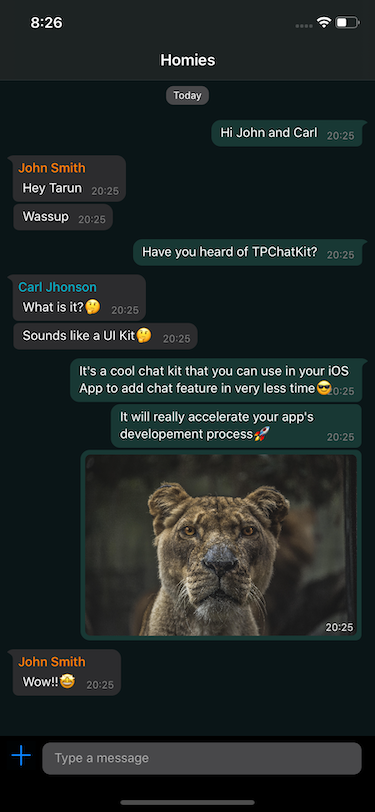 8:26
Homies
Today
Hi John and Carl 20:25
John Smith
Hey Tarun 20:25
Wassup 20:25
Have you heard of TPChatKit? 20:25
Carl Jhonson
What is it?🤔 20:25
Sounds like a UI Kit🤔 20:25
It's a cool chat kit that you can use in your iOS
App to add chat feature in very less time😎20:25
It will really accelerate your app's
developement process🚀 20:25
20:25
John Smith
Wow!!🤩 20:25
Type a message